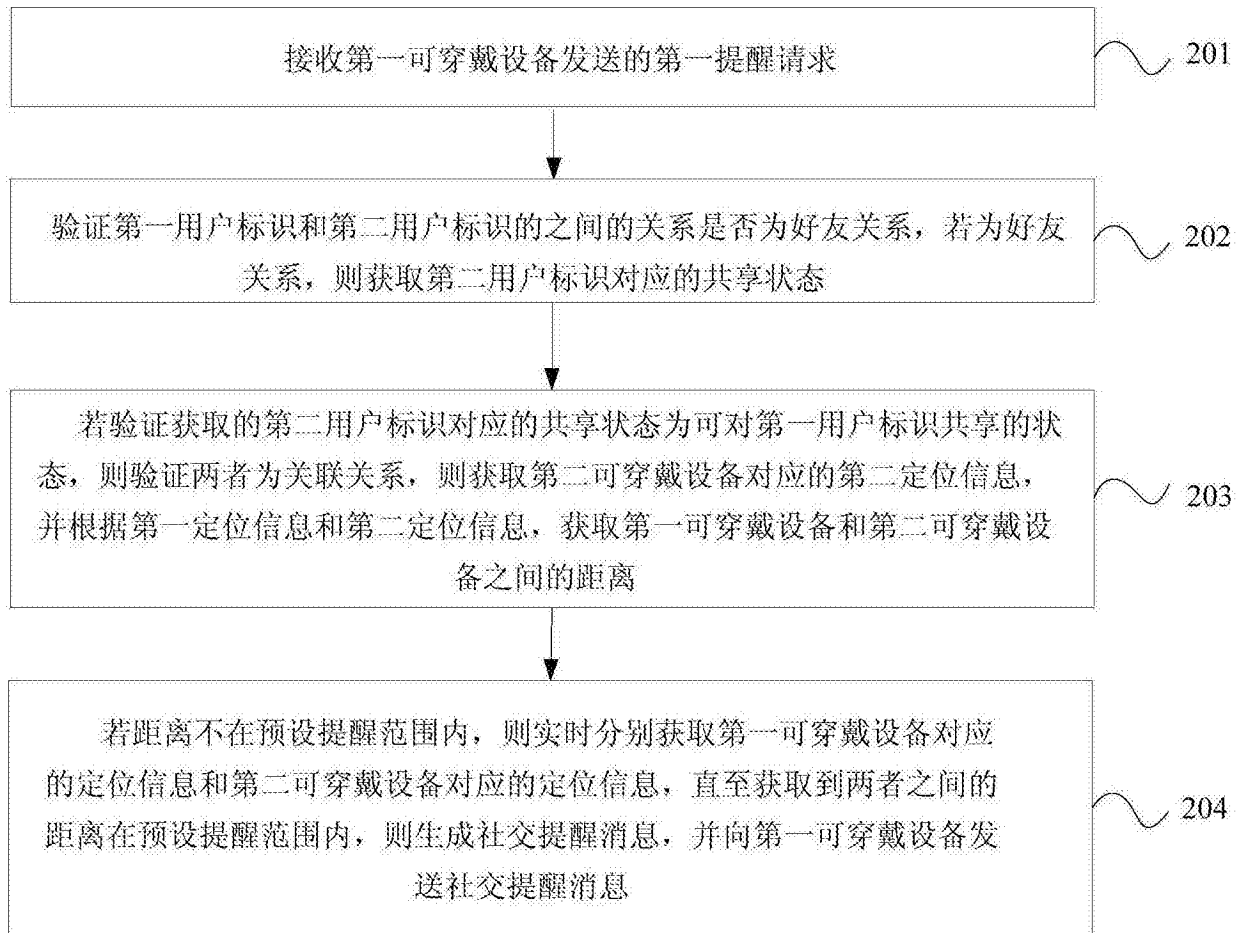 接收第一可穿戴设备发送的第一提醒请求
201
验证第一用户标识和第二用户标识的之间的关系是否为好友关系，若为好友
关系，则获取第二用户标识对应的共享状态
202
若验证获取的第二用户标识对应的共享状态为可对第一用户标识共享的状
态，则验证两者为关联关系，则获取第二可穿戴设备对应的第二定位信息，
并根据第一定位信息和第二定位信息，获取第一可穿戴设备和第二可穿戴设
备之间的距离
203
若距离不在预设提醒范围内，则实时分别获取第一可穿戴设备对应
的定位信息和第二可穿戴设备对应的定位信息，直至获取到两者之间的
距离在预设提醒范围内，则生成社交提醒消息，并向第一可穿戴设备发
送社交提醒消息
204